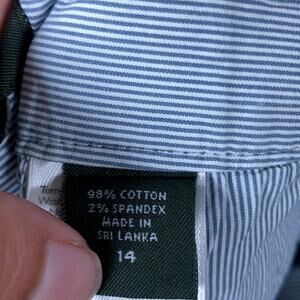 98% COTTON
2% SPANDEX
MADE IN
SRI LANKA
14